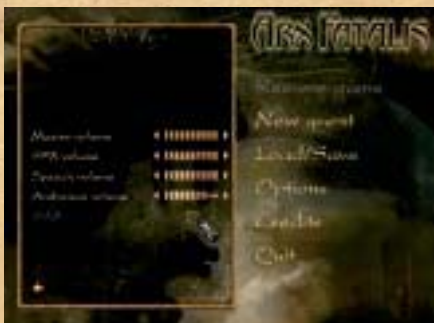 ARX FATALIS
Resume game
New quest
Load/Save
Options
Credits
Quit
Master volume
SFX volume
Speech volume
Ambiance volume